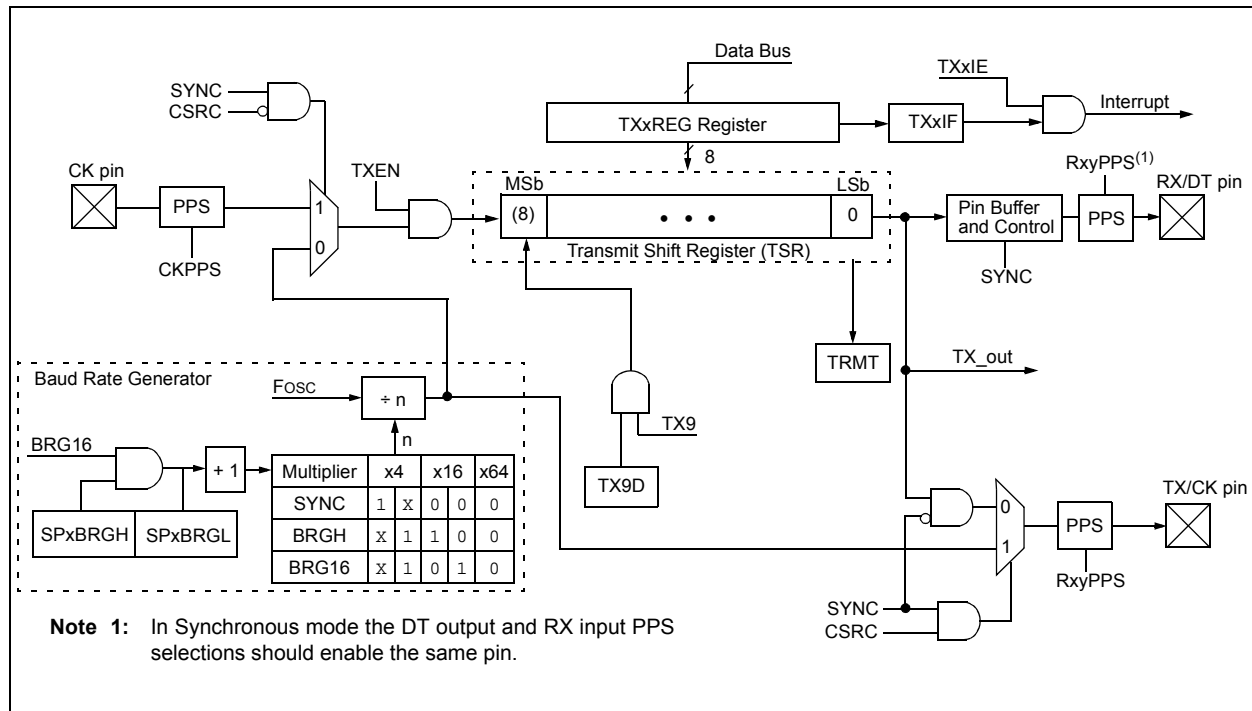 Data Bus
TXxIE
SYNC
CSRC
Interrupt
TXxREG Register
TXxIF
8
RxyPPS(1)
CK pin
TXEN
MSb
LSb
RX/DT pin
PPS
1
(8)
• • •
0
Pin Buffer
and Control
PPS
0
Transmit Shift Register (TSR)
CKPPS
SYNC
TRMT
Baud Rate Generator
TX_out
FOSC
÷ n
n
TX9
BRG16
+ 1
Multiplier x4 x16 x64
TX9D
SYNC 1 X 0 0 0
TX/CK pin
SPxBRGH SPxBRGL
BRGH X 1 1 0 0
0
PPS
1
BRG16 X 1 0 1 0
RxyPPS
SYNC
CSRC
Note 1: In Synchronous mode the DT output and RX input PPS
selections should enable the same pin.